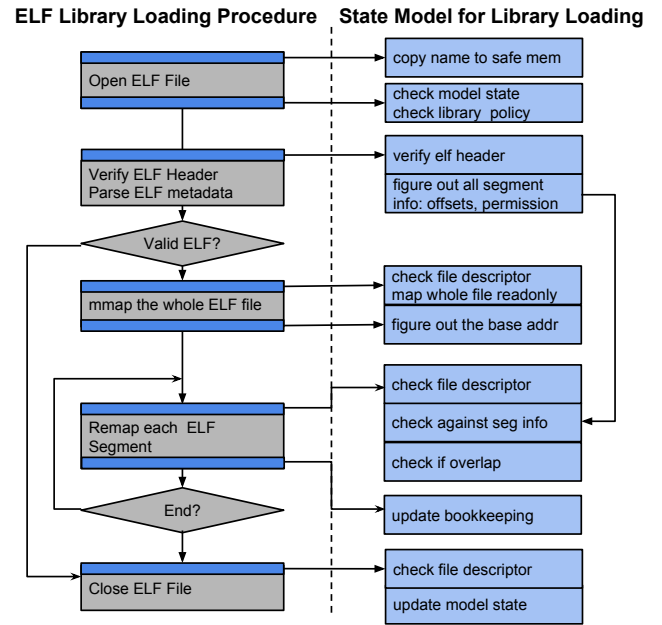 ELF Library Loading Procedure
State Model for Library Loading
Open ELF File
copy name to safe mem
check model state
check library policy
Verify ELF Header
Parse ELF metadata
verify elf header
figure out all segment
info: offsets, permission
Valid ELF?
mmap the whole ELF file
check file descriptor
map whole file readonly
figure out the base addr
Remap each ELF
Segment
check file descriptor
check against seg info
check if overlap
End?
update bookkeeping
Close ELF File
check file descriptor
update model state